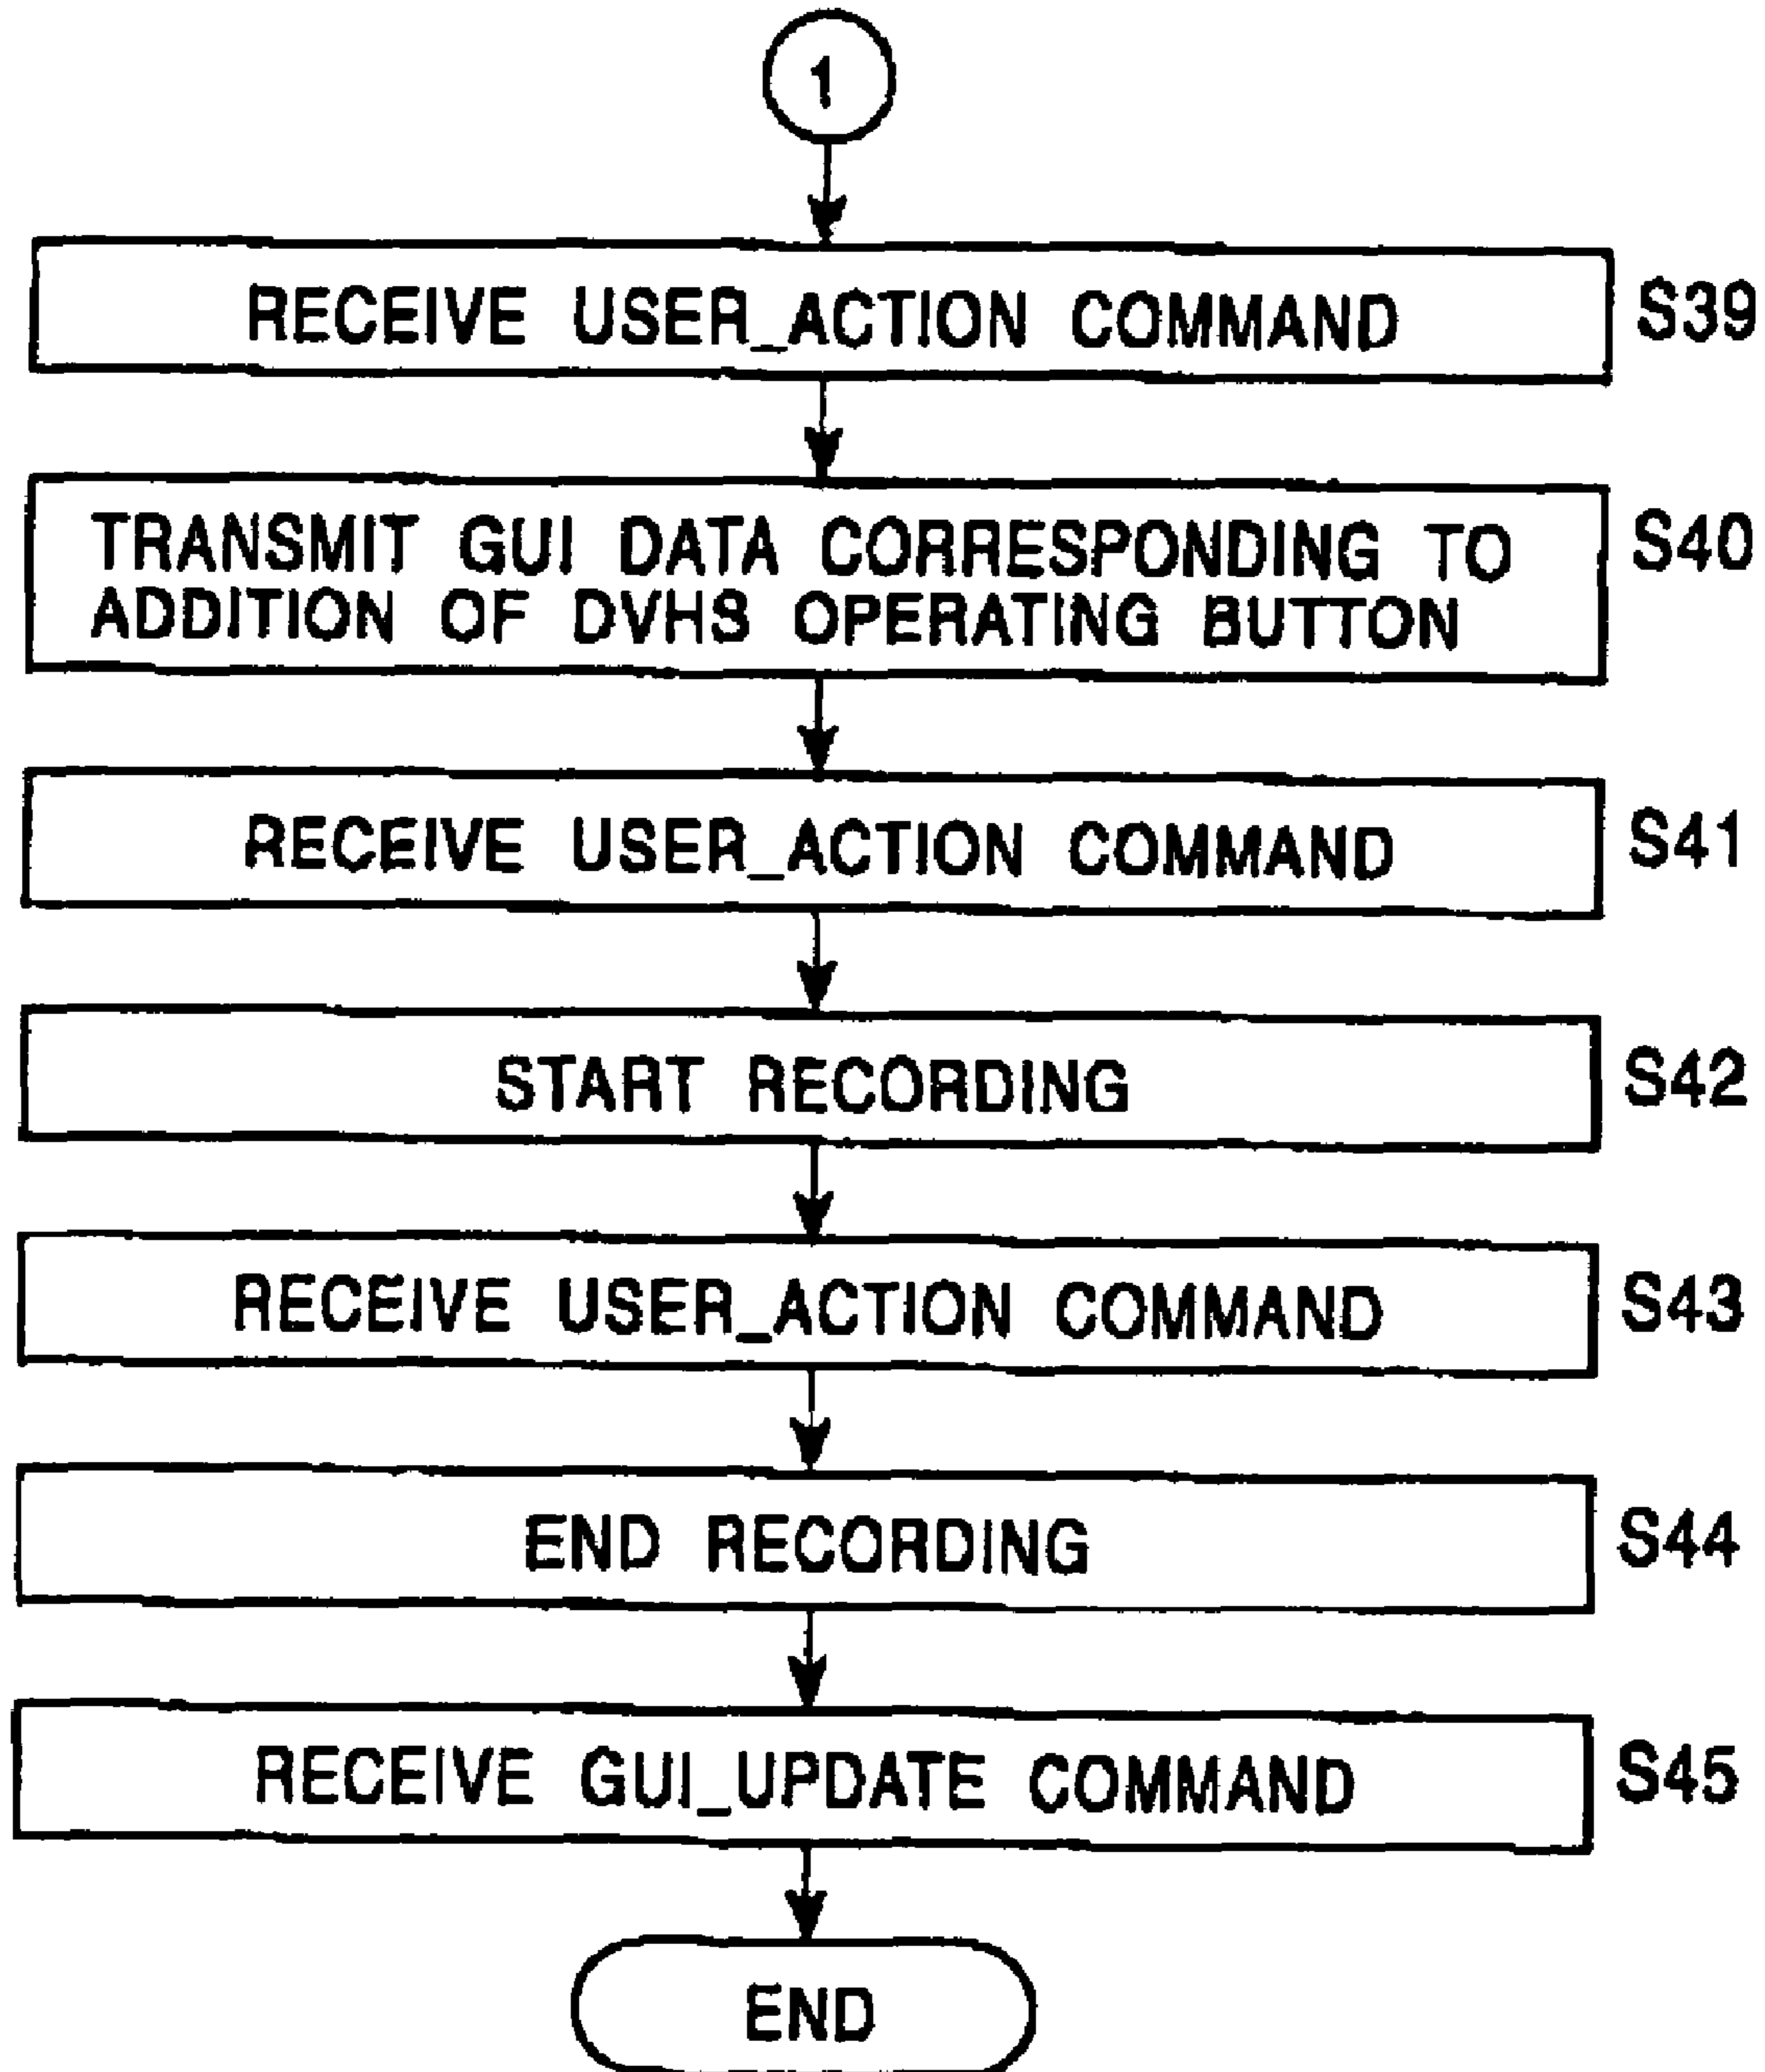 1
RECEIVE USER_ACTION COMMAND S39
TRANSMIT GUI DATA CORRESPONDING TO S40
ADDITION OF DVHS OPERATING BUTTON
RECEIVE USER_ACTION COMMAND S41
START RECORDING S42
RECEIVE USER_ACTION COMMAND S43
END RECORDING S44
RECEIVE GUI_UPDATE COMMAND S45
END